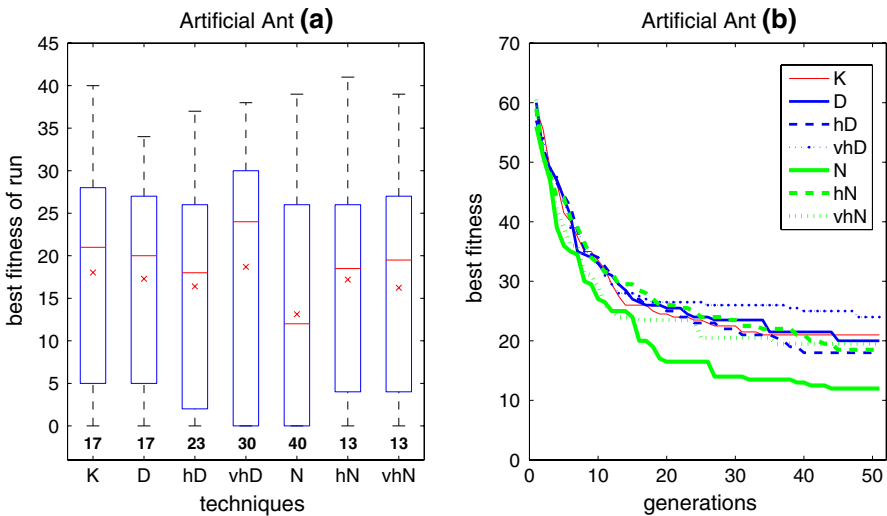 Artificial Ant (a)
45
40
35
30
25
20
15
10
5
0
best fitness of run
17 17 23 30 40 13 13
K D hD vhD N hN vhN
techniques
Artificial Ant (b)
70
60
50
40
30
20
10
0
best fitness
K
D
hD
vhD
N
hN
vhN
0 10 20 30 40 50
generations